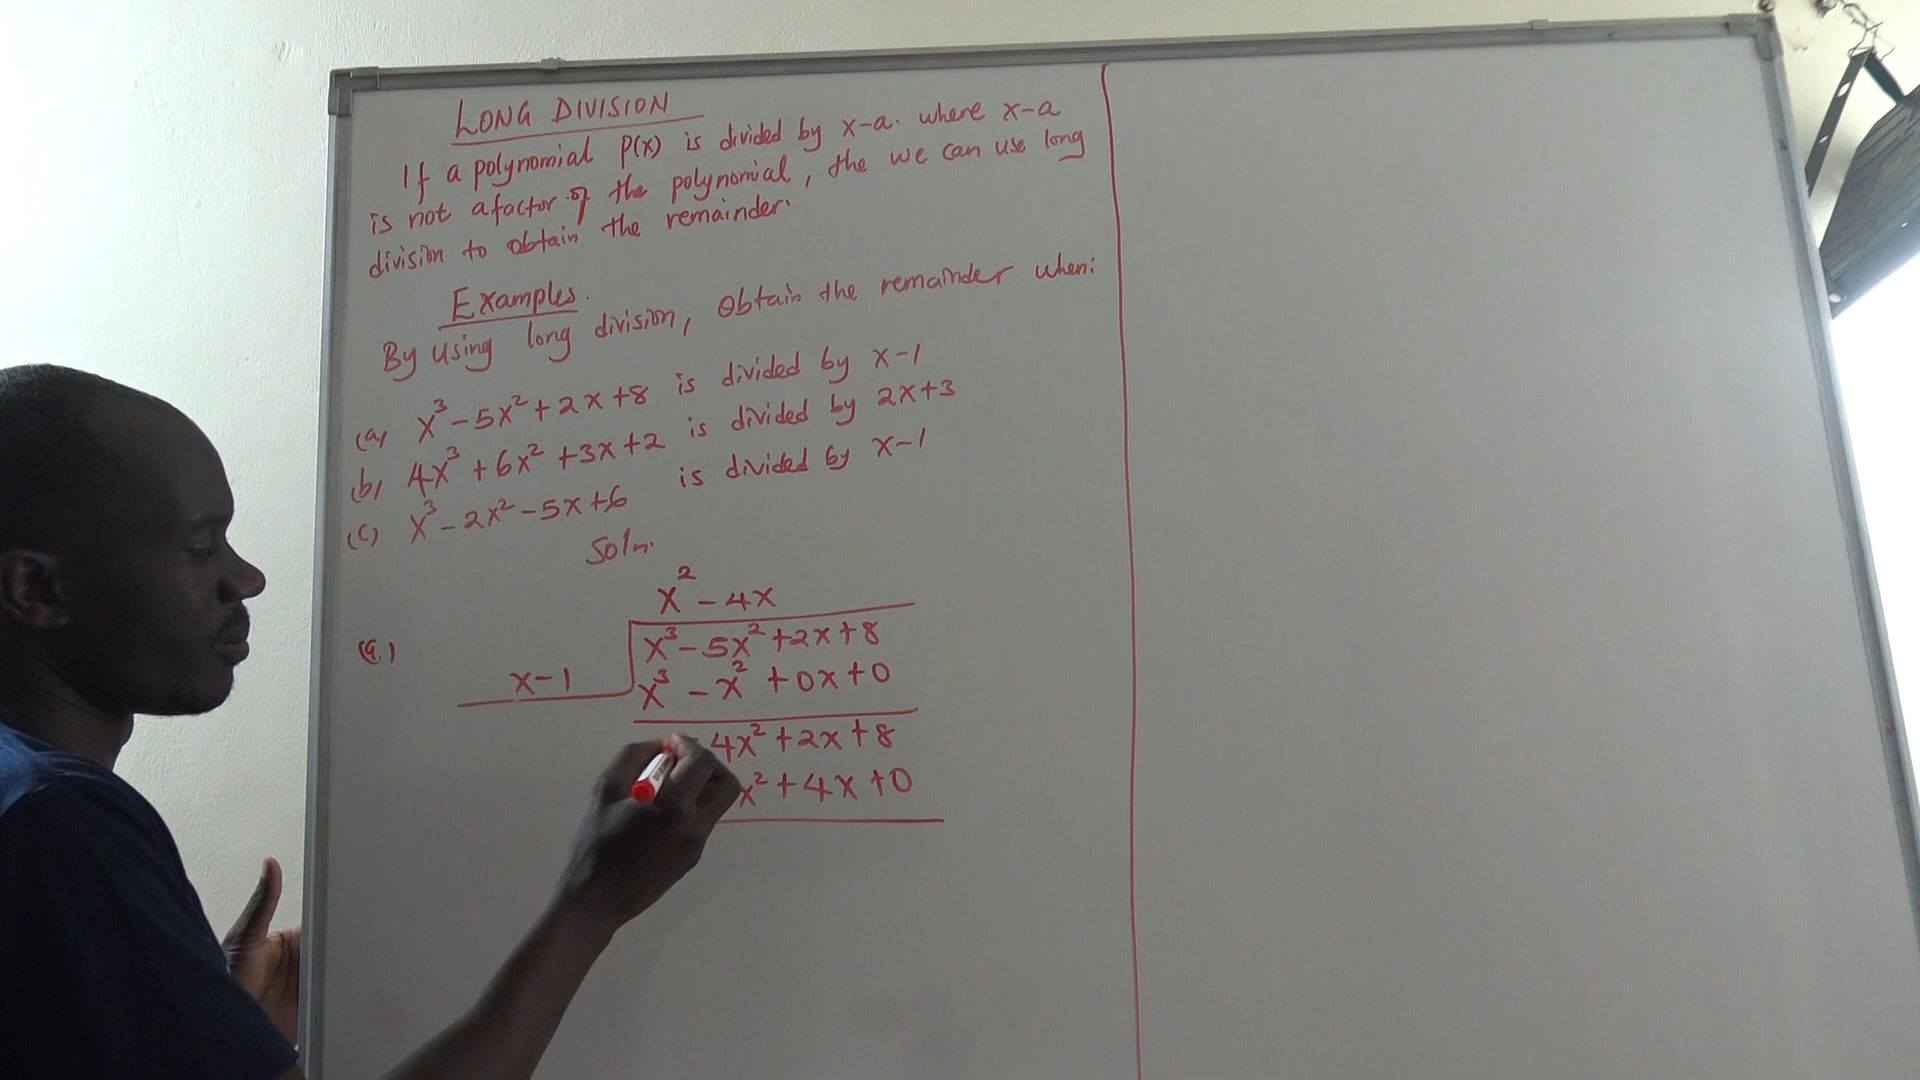 LONG DIVISION
If a polynomial P(x) is divided by x-a. where x-a
is not a factor of the polynomial, the we can use long
division to obtain the remainder.
Examples.
By using long division, obtain the remainder when:
(a) x³ - 5x² + 2x + 8 is divided by x-1
(b) 4x³ + 6x² + 3x + 2 is divided by 2x+3
(c) x³ - 2x² - 5x + 6 is divided by x-1
Soln.
x² - 4x
(a) x³ - 5x² + 2x + 8
x-1 x³ - x² + 0x + 0
4x² + 2x + 8
x² + 4x + 0